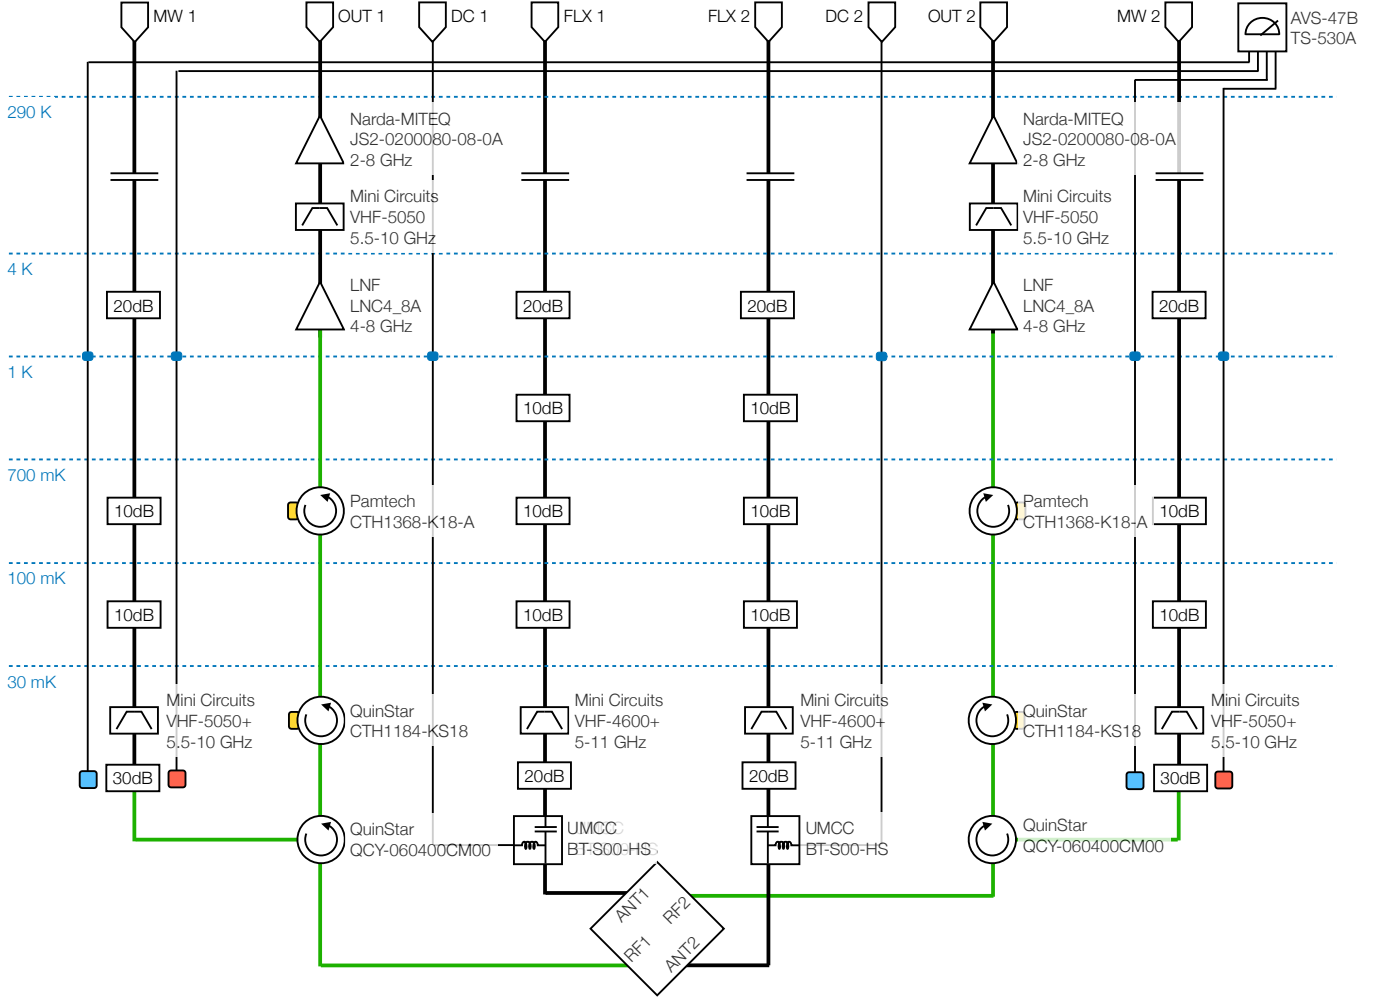 MW 1 OUT 1 DC 1 FLX 1 FLX 2 DC 2 OUT 2 MW 2 AVS-47B
TS-530A
290 K
Narda-MITEQ Narda-MITEQ
JS2-0200080-08-0A JS2-0200080-08-0A
2-8 GHz 2-8 GHz
Mini Circuits Mini Circuits
VHF-5050 VHF-5050
5.5-10 GHz 5.5-10 GHz
4 K
LNF LNF
20dB LNC4_8A 20dB 20dB LNC4_8A 20dB
4-8 GHz 4-8 GHz
1 K
10dB 10dB
700 mK
Pamtech Pamtech
10dB 10dB 10dB 10dB
CTH1368-K18-A CTH1368-K18-A
100 mK
10dB 10dB 10dB 10dB
30 mK
Mini Circuits QuinStar Mini Circuits Mini Circuits QuinStar Mini Circuits
VHF-5050+ CTH1184-KS18 VHF-4600+ VHF-4600+ CTH1184-KS18 VHF-5050+
5.5-10 GHz 5-11 GHz 5-11 GHz 5.5-10 GHz
30dB 20dB 20dB 30dB
QuinStar UMCC UMCC QuinStar
QCY-060400CM00 BT-S00-HS BT-S00-HS QCY-060400CM00
ANT1 RF2
RF1 ANT2